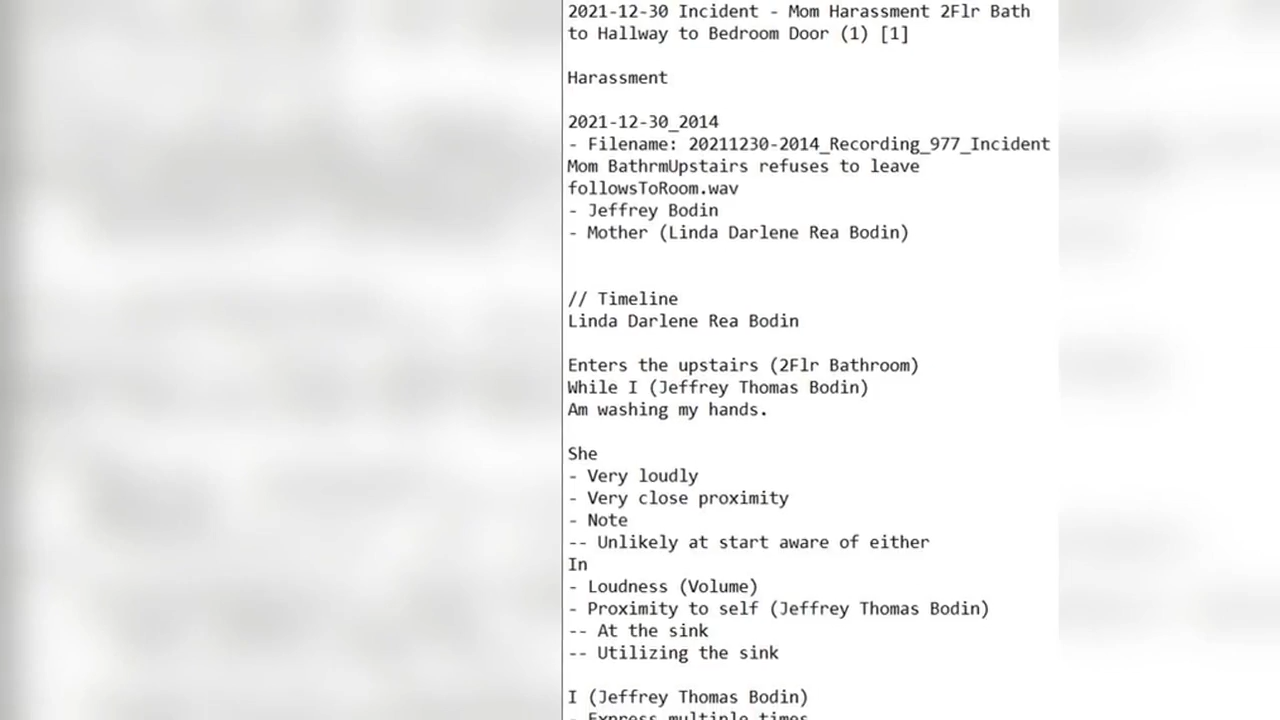 2021-12-30 Incident - Mom Harassment 2Flr Bath
to Hallway to Bedroom Door (1) [1]
Harassment
2021-12-30_2014
- Filename: 20211230-2014_Recording_977_Incident
Mom BathrmUpstairs refuses to leave
followsToRoom.wav
- Jeffrey Bodin
- Mother (Linda Darlene Rea Bodin)
// Timeline
Linda Darlene Rea Bodin
Enters the upstairs (2Flr Bathroom)
While I (Jeffrey Thomas Bodin)
Am washing my hands.
She
- Very loudly
- Very close proximity
- Note
-- Unlikely at start aware of either
In
- Loudness (Volume)
- Proximity to self (Jeffrey Thomas Bodin)
-- At the sink
-- Utilizing the sink
I (Jeffrey Thomas Bodin)
- Express multiple times